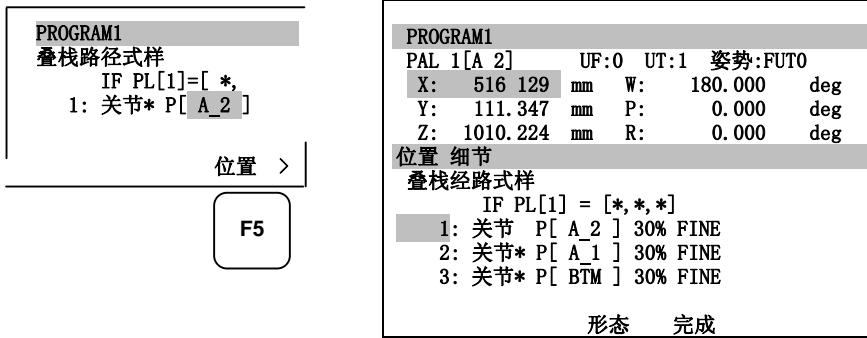 PROGRAM1
叠栈路径式样
IF PL[1]=[ *,
1: 关节* P[ A_2 ]
位置 >
F5
PROGRAM1
PAL 1[A 2] UF:0 UT:1 姿势:FUT0
X: 516 129 mm W: 180.000 deg
Y: 111.347 mm P: 0.000 deg
Z: 1010.224 mm R: 0.000 deg
位置 细节
叠栈经路式样
IF PL[1] = [*,*,*]
1: 关节 P[ A_2 ] 30% FINE
2: 关节* P[ A_1 ] 30% FINE
3: 关节* P[ BTM ] 30% FINE
形态 完成